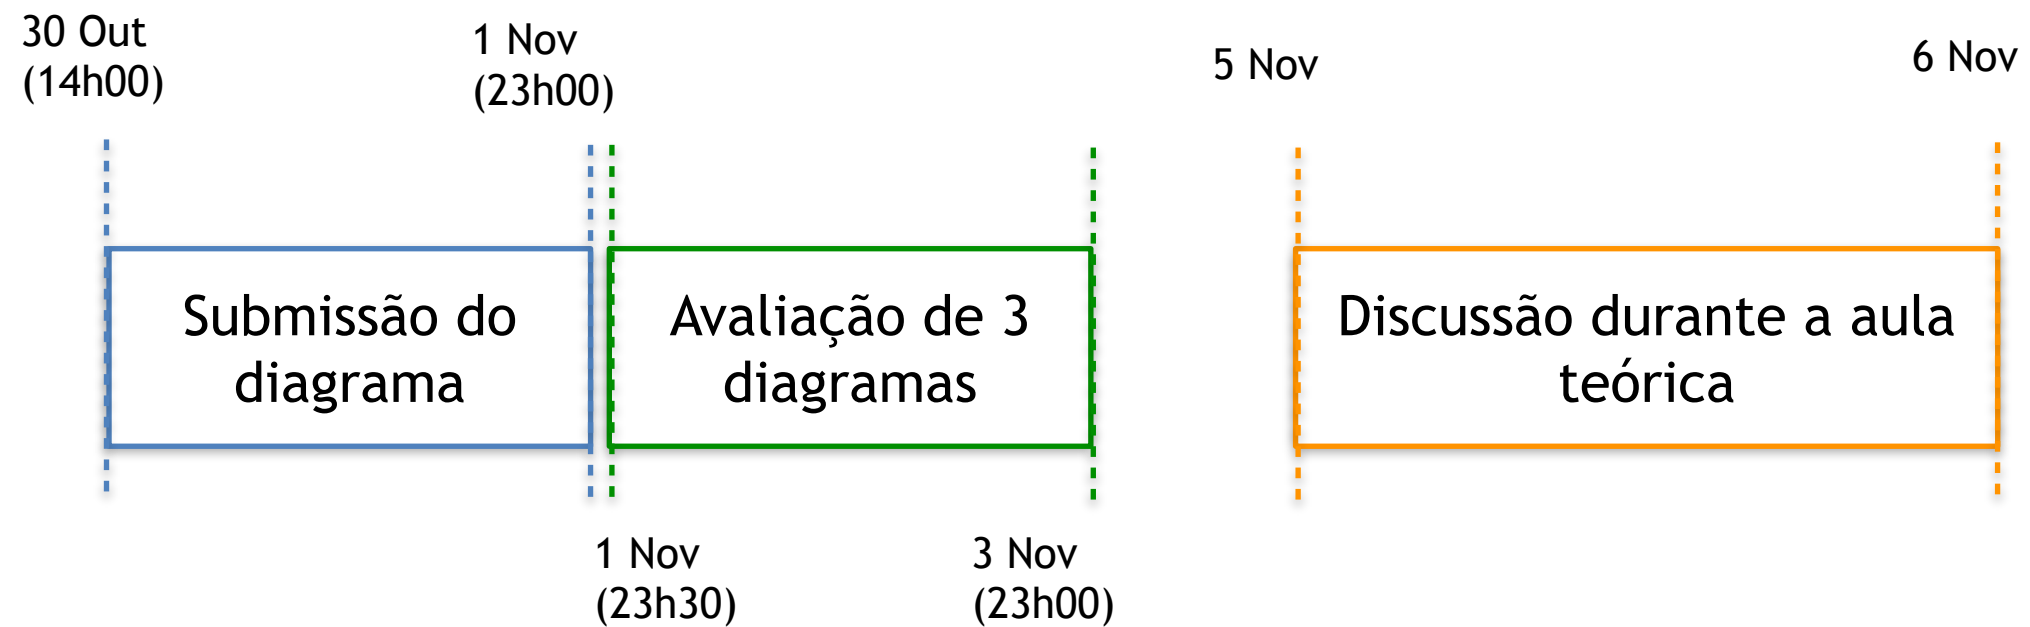 30 Out
(14h00)
1 Nov
(23h00)
5 Nov
6 Nov
Submissão do
diagrama
Avaliação de 3
diagramas
Discussão durante a aula
teórica
1 Nov
(23h30)
3 Nov
(23h00)